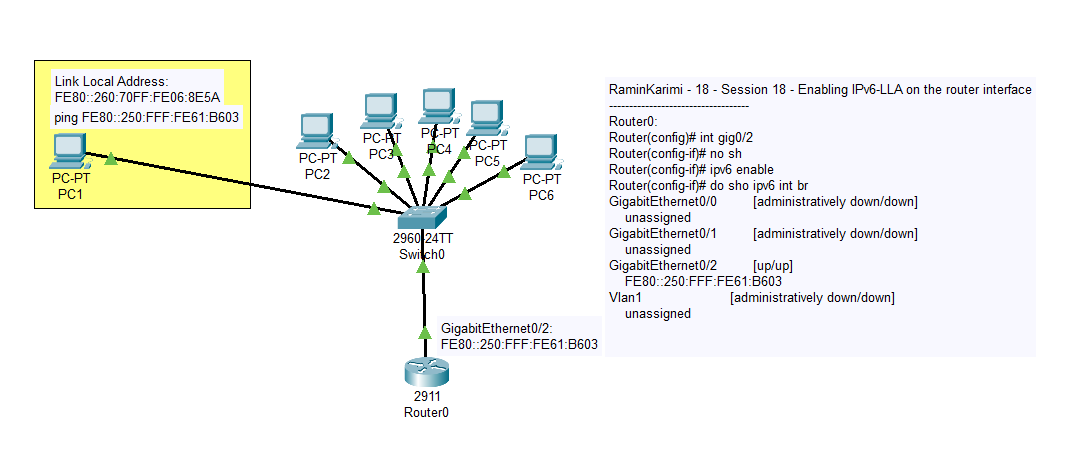 Link Local Address:
FE80::260:70FF:FE06:8E5A
ping FE80::250:FFF:FE61:B603
PC-PT
PC1
PC-PT
PC2
PC-PT
PC3
PC-PT
PC4
PC-PT
PC5
PC-PT
PC6
2960-24TT
Switch0
GigabitEthernet0/2:
FE80::250:FFF:FE61:B603
2911
Router0
RaminKarimi - 18 - Session 18 - Enabling IPv6-LLA on the router interface
-----------------------------------
Router0:
Router(config)# int gig0/2
Router(config-if)# no sh
Router(config-if)# ipv6 enable
Router(config-if)# do sho ipv6 int br
GigabitEthernet0/0 [administratively down/down]
unassigned
GigabitEthernet0/1 [administratively down/down]
unassigned
GigabitEthernet0/2 [up/up]
FE80::250:FFF:FE61:B603
Vlan1 [administratively down/down]
unassigned